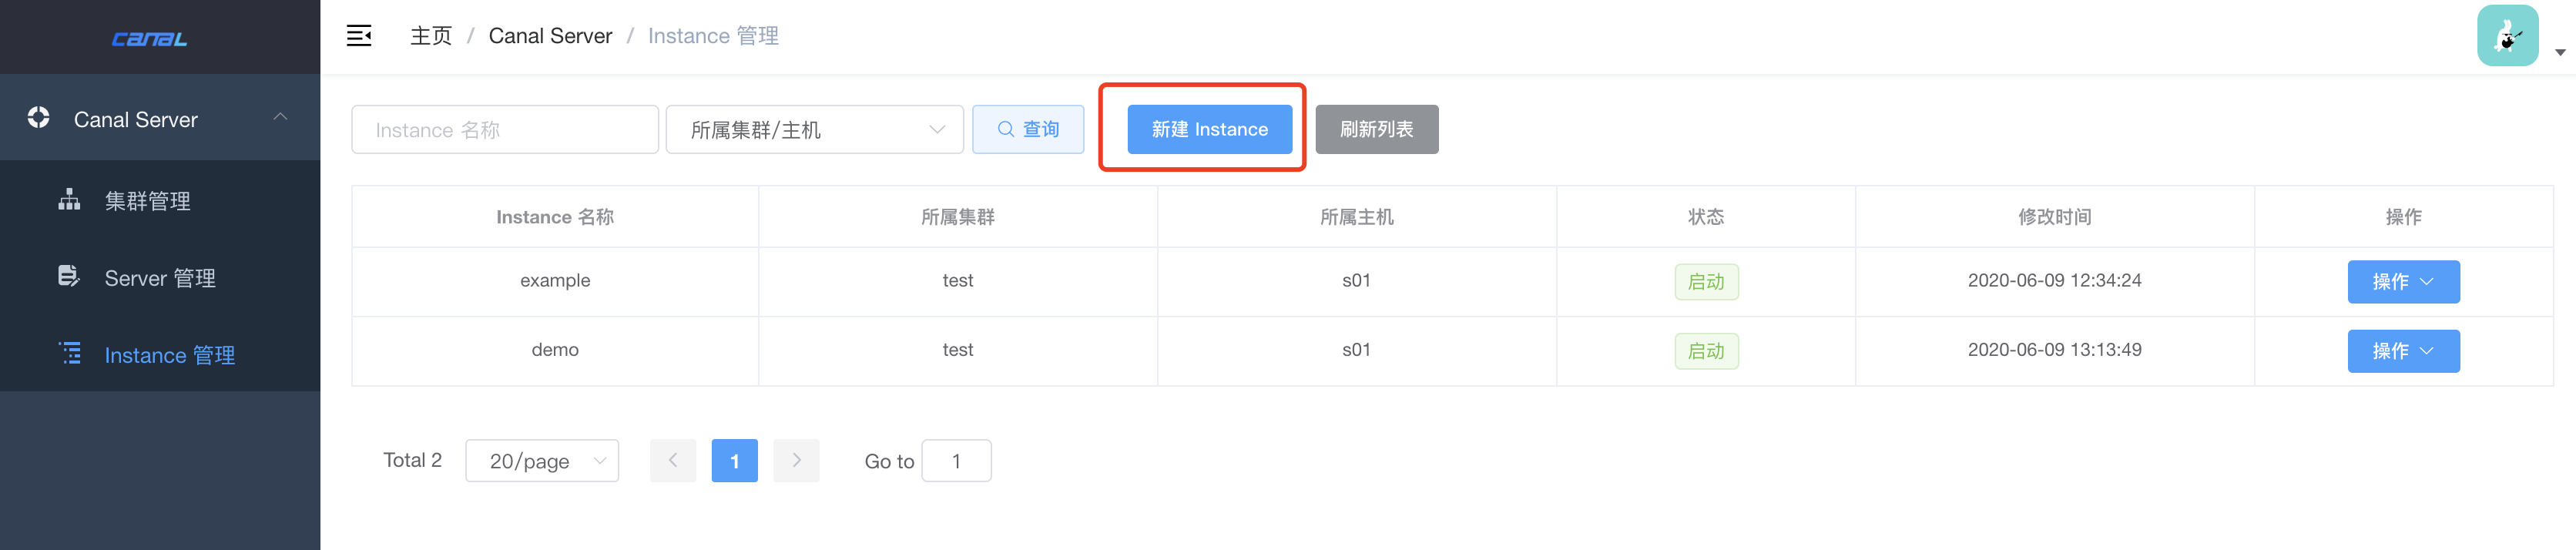 CANAL
Canal Server
集群管理
Server 管理
Instance 管理
主页 / Canal Server / Instance 管理
Instance 名称 所属集群/主机 查询 新建 Instance 刷新列表
Instance 名称 所属集群 所属主机 状态 修改时间 操作
example test s01 启动 2020-06-09 12:34:24 操作
demo test s01 启动 2020-06-09 13:13:49 操作
Total 2 20/page 1 Go to 1